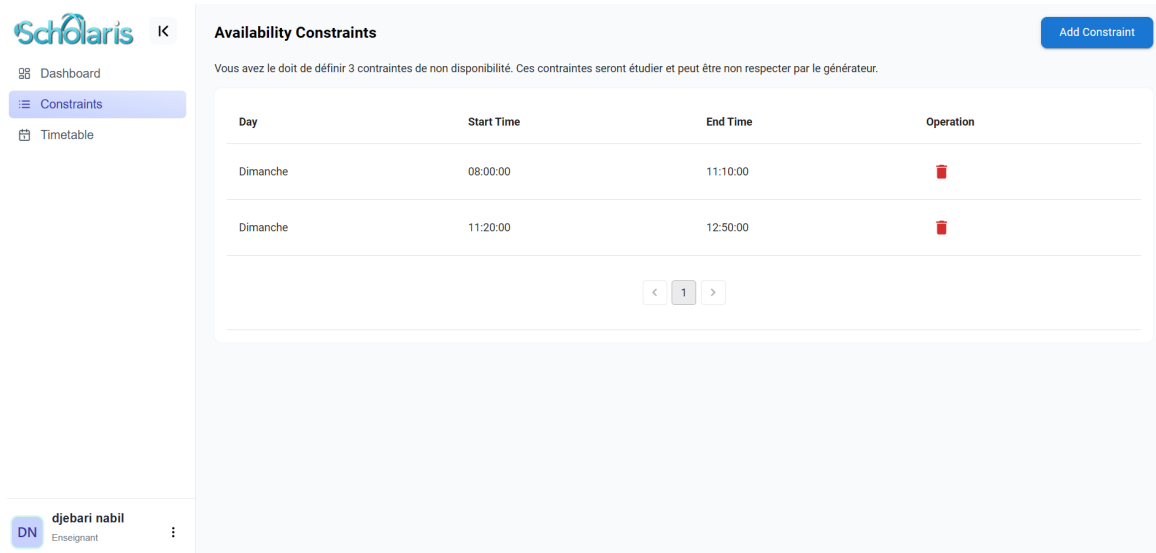 Scholaris
Availability Constraints
Add Constraint
Dashboard
Vous avez le doit de définir 3 contraintes de non disponibilité. Ces contraintes seront étudier et peut être non respecter par le générateur.
Constraints
Timetable
Day Start Time End Time Operation
Dimanche 08:00:00 11:10:00
Dimanche 11:20:00 12:50:00
1
DN
djebari nabil
Enseignant